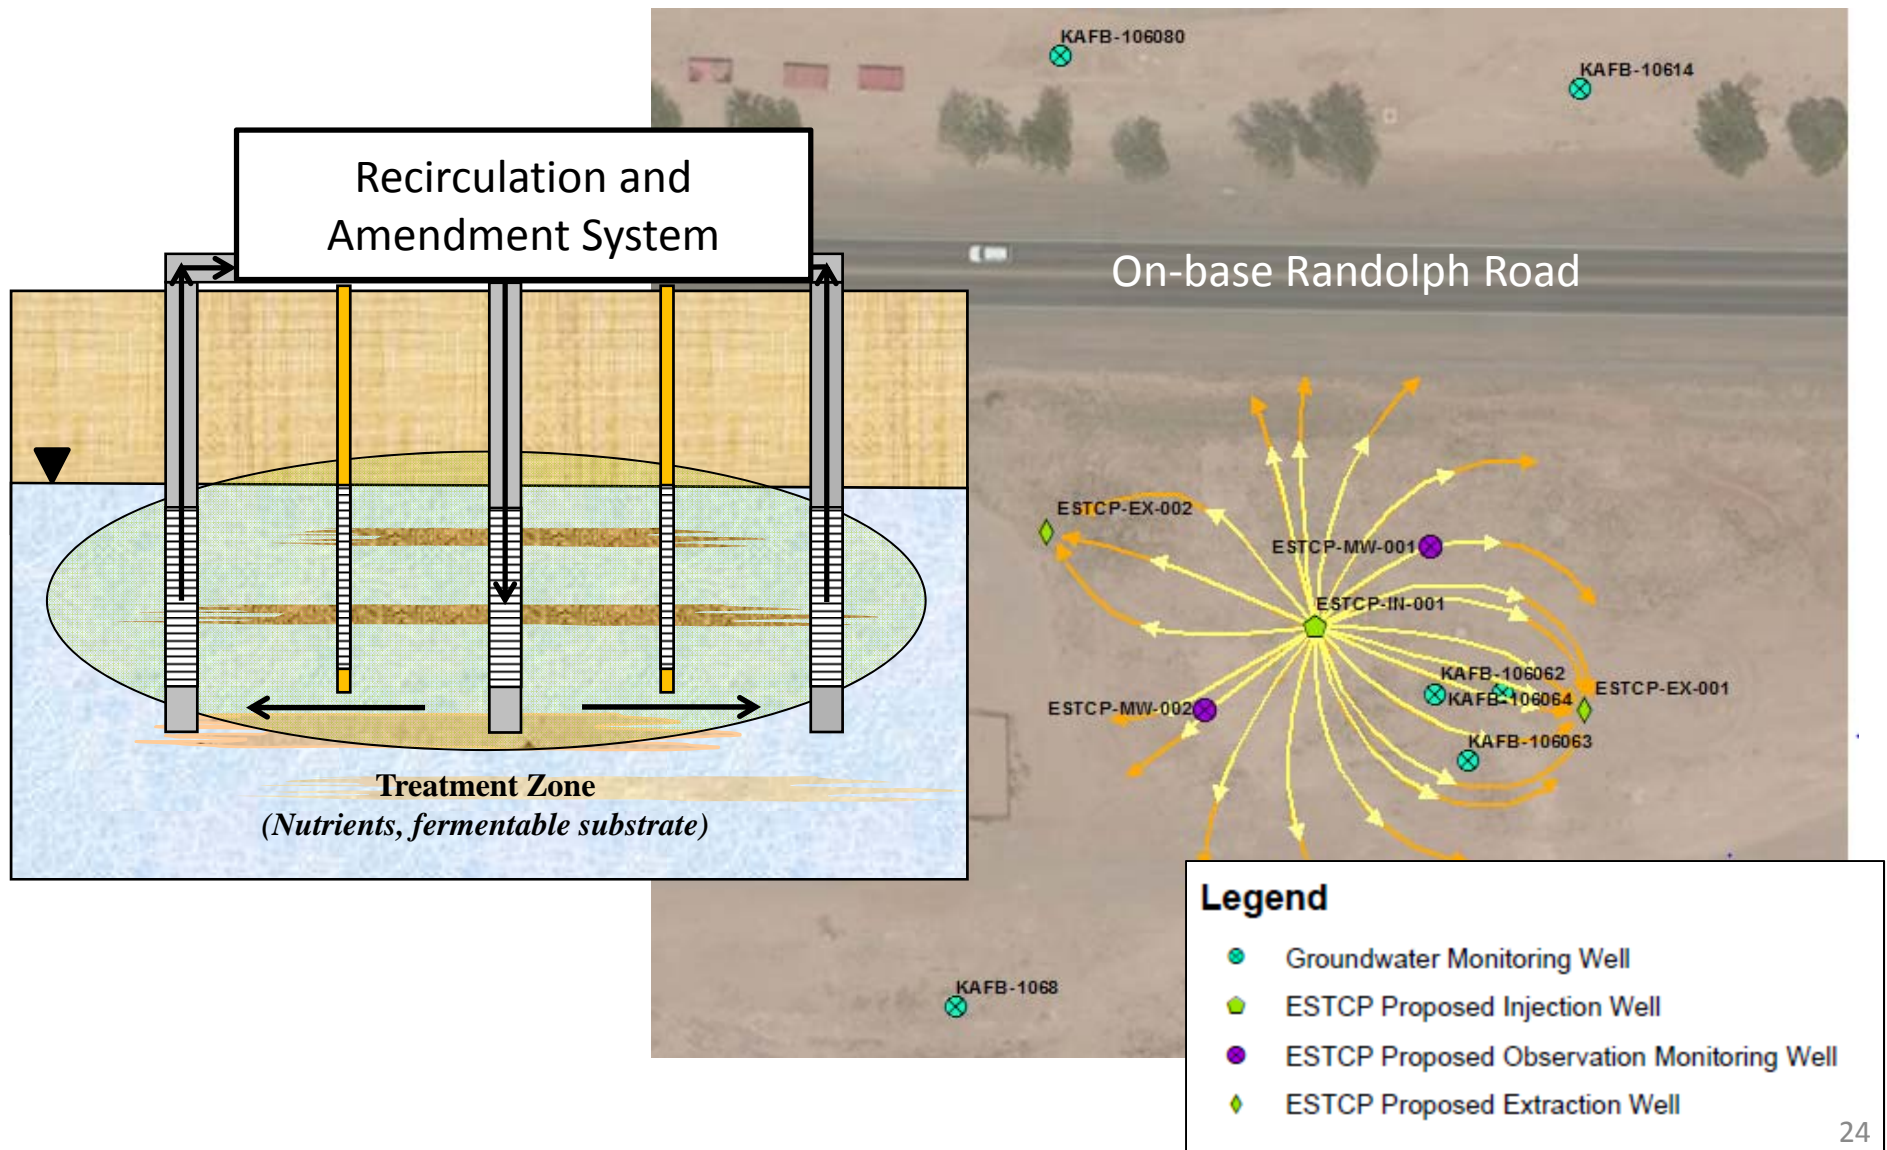 KAFB-106080
KAFB-10614
Recirculation and
Amendment System
On-base Randolph Road
ESTCP-EX-002
ESTCP-MW-001
ESTCP-IN-001
KAFB-106062
KAFB-106064
ESTCP-EX-001
ESTCP-MW-002
KAFB-106063
Treatment Zone
(Nutrients, fermentable substrate)
KAFB-1068
Legend
Groundwater Monitoring Well
ESTCP Proposed Injection Well
ESTCP Proposed Observation Monitoring Well
ESTCP Proposed Extraction Well
24